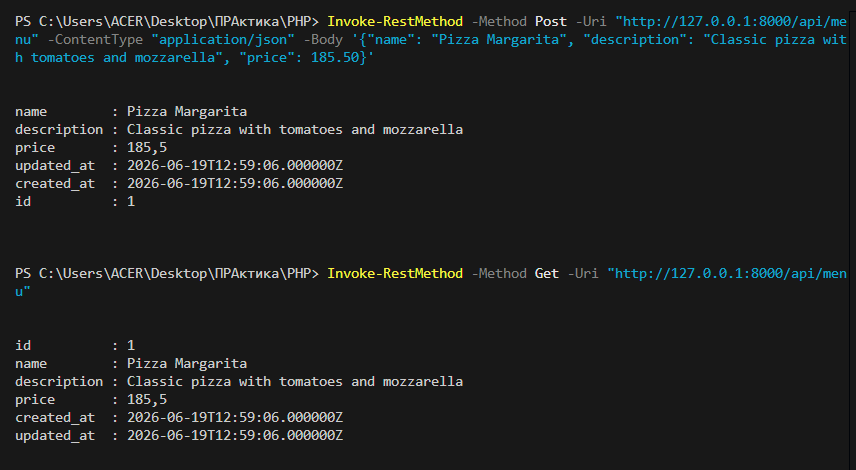 PS C:\Users\ACER\Desktop\ПРАктика\PHP> Invoke-RestMethod -Method Post -Uri "http://127.0.0.1:8000/api/me
nu" -ContentType "application/json" -Body '{"name": "Pizza Margarita", "description": "Classic pizza wit
h tomatoes and mozzarella", "price": 185.50}'
name        : Pizza Margarita
description : Classic pizza with tomatoes and mozzarella
price       : 185,5
updated_at  : 2026-06-19T12:59:06.000000Z
created_at  : 2026-06-19T12:59:06.000000Z
id          : 1
PS C:\Users\ACER\Desktop\ПРАктика\PHP> Invoke-RestMethod -Method Get -Uri "http://127.0.0.1:8000/api/men
u"
id          : 1
name        : Pizza Margarita
description : Classic pizza with tomatoes and mozzarella
price       : 185,5
created_at  : 2026-06-19T12:59:06.000000Z
updated_at  : 2026-06-19T12:59:06.000000Z